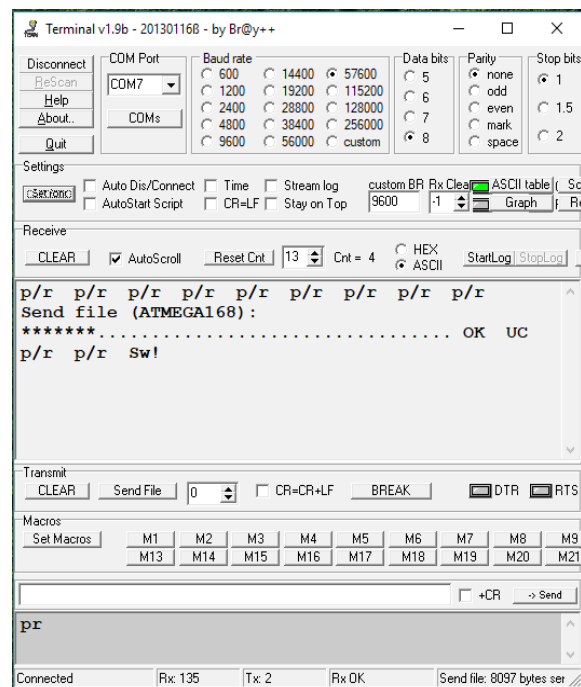 Terminal v1.9b - 20130116ß - by Br@y++
Disconnect
ReScan
Help
About..
Quit
COM Port
COM7
COMs
Baud rate
600 14400 57600
1200 19200 115200
2400 28800 128000
4800 38400 256000
9600 56000 custom
Data bits
5
6
7
8
Parity
none
odd
even
mark
space
Stop bits
1
1.5
2
Settings
Auto Dis/Connect Time Stream log custom BR Rx Clea ASCII table Sc
AutoStart Script CR=LF Stay on Top 9600 -1 Graph Re
Receive
CLEAR AutoScroll Reset Cnt 13 Cnt = 4 HEX
ASCII StartLog StopLog
p/r p/r p/r p/r p/r p/r p/r p/r p/r
Send file (ATMEGA168):
*******................................. OK UC
p/r p/r Sw!
Transmit
CLEAR Send File 0 CR=CR+LF BREAK DTR RTS
Macros
Set Macros M1 M2 M3 M4 M5 M6 M7 M8 M9
M13 M14 M15 M16 M17 M18 M19 M20 M21
+CR -> Send
pr
Connected Rx: 135 Tx: 2 Rx OK Send file: 8097 bytes ser